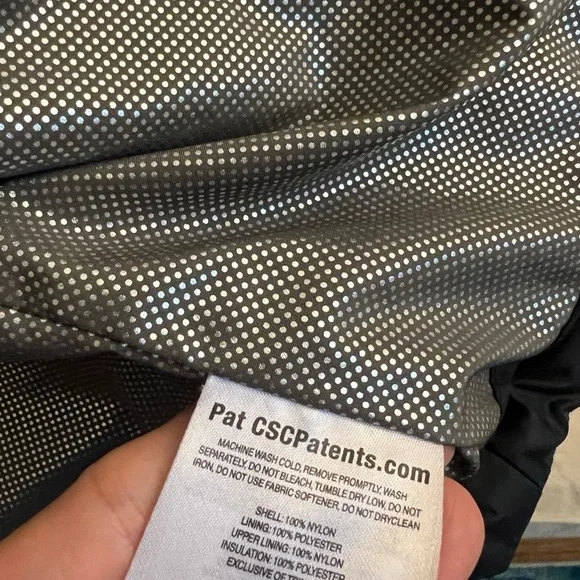 Pat CSCPatents.com
MACHINE WASH COLD, REMOVE PROMPTLY, WASH
SEPARATELY, DO NOT BLEACH, TUMBLE DRY LOW, DO NOT
IRON, DO NOT USE FABRIC SOFTENER, DO NOT DRYCLEAN
SHELL: 100% NYLON
LINING: 100% POLYESTER
UPPER LINING: 100% NYLON
INSULATION: 100% POLYESTER
EXCLUSIVE OF